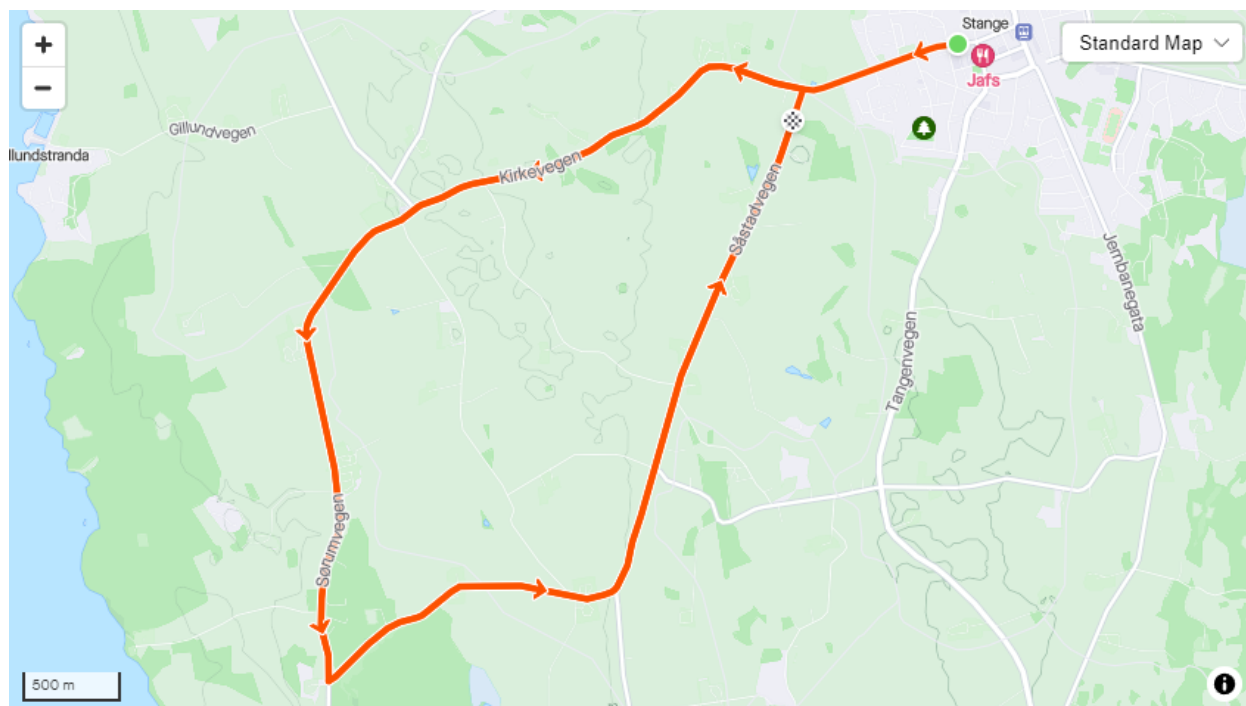 +
−
Stange
Standard Map
Jafs
Gillundvegen
llundstranda
Kirkevegen
Såstadvegen
Jernbanegata
Tangenvegen
Sørumvegen
500 m
i